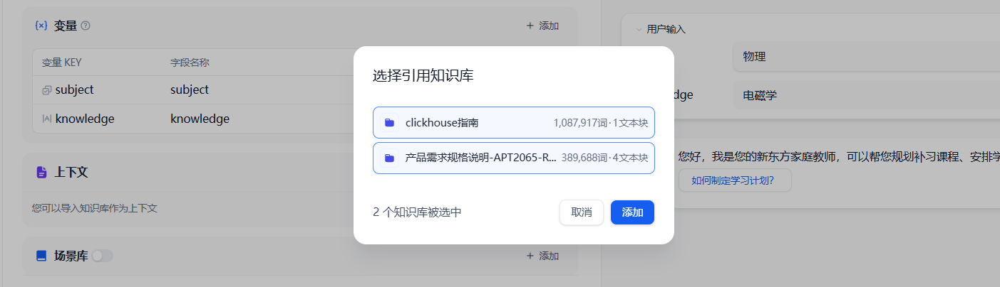 变量
添加
变量 KEY 字段名称
subject subject
knowledge knowledge
上下文
您可以导入知识库作为上下文
场景库
添加
选择引用知识库
clickhouse指南 1,087,917词 · 1文本块
产品需求规格说明-APT2065-R... 389,688词 · 4文本块
2 个知识库被选中
取消 添加
用户输入
物理
dge 电磁学
您好，我是您的新东方家庭教师，可以帮您规划补习课程、安排学
如何制定学习计划?